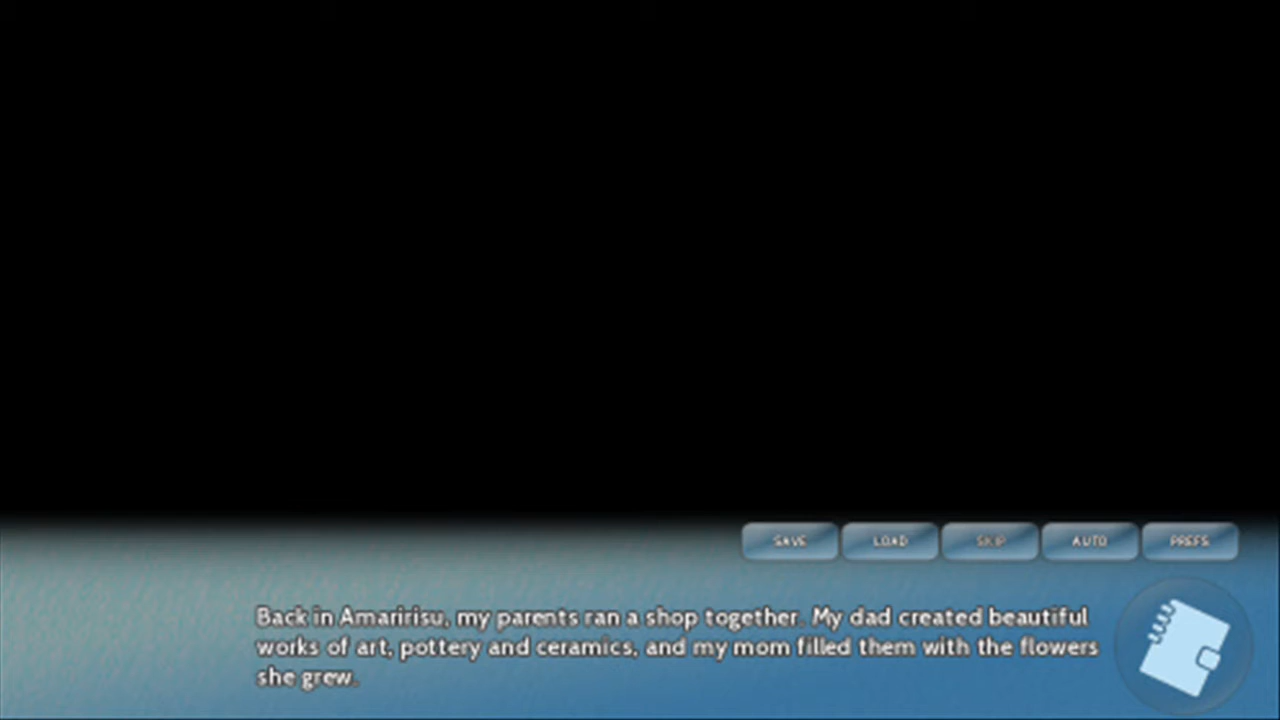 SAVE LOAD SKIP AUTO PREFS
Back in Amaririsu, my parents ran a shop together. My dad created beautiful
works of art, pottery and ceramics, and my mom filled them with the flowers
she grew.